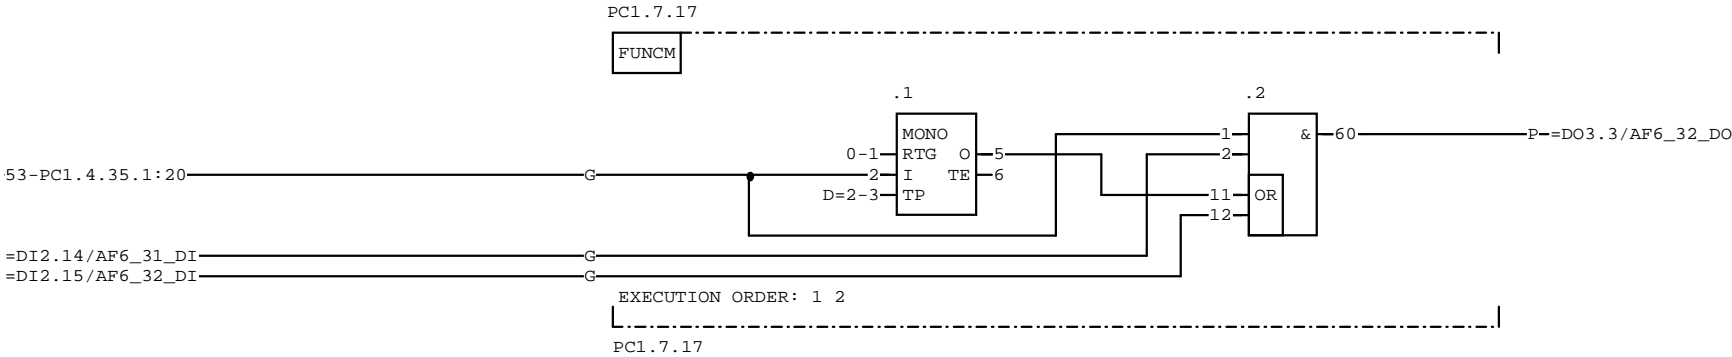 PC1.7.17
FUNCM
.1 .2
MONO 1 & 60 P =DO3.3/AF6_32_DO
0-1 RTG O 5 2
53-PC1.4.35.1:20 G 2 I TE 6
D=2-3 TP 11 OR
12
=DI2.14/AF6_31_DI G
=DI2.15/AF6_32_DI G
EXECUTION ORDER: 1 2
PC1.7.17